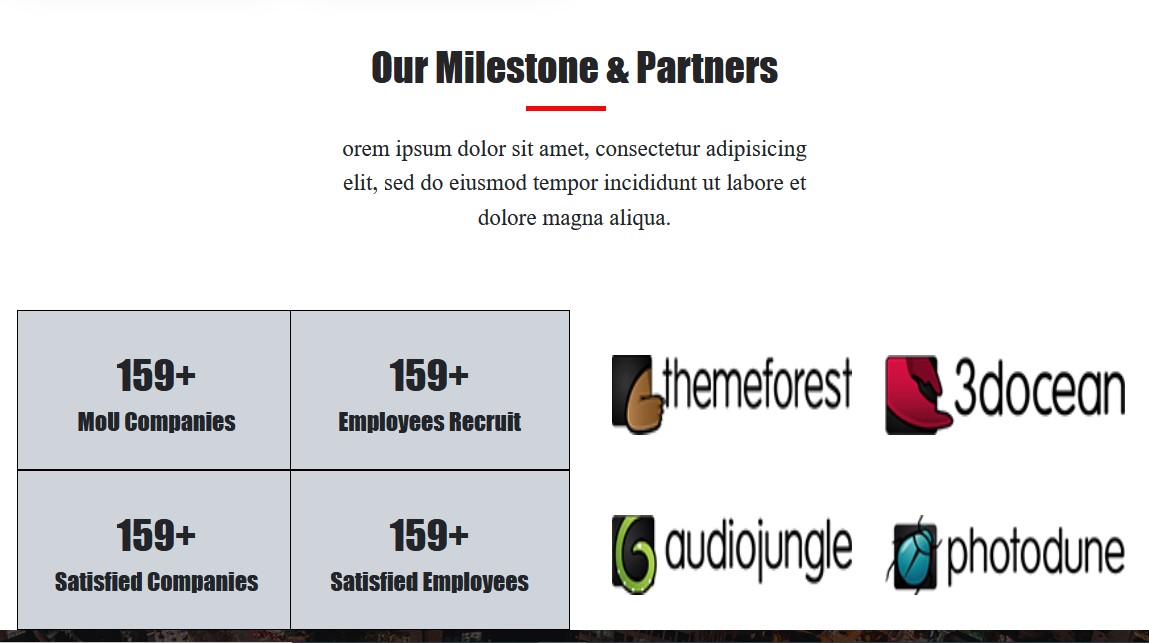 Our Milestone & Partners
orem ipsum dolor sit amet, consectetur adipisicing
elit, sed do eiusmod tempor incididunt ut labore et
dolore magna aliqua.
159+
MoU Companies
159+
Employees Recruit
159+
Satisfied Companies
159+
Satisfied Employees
themeforest
3docean
audiojungle
photodune